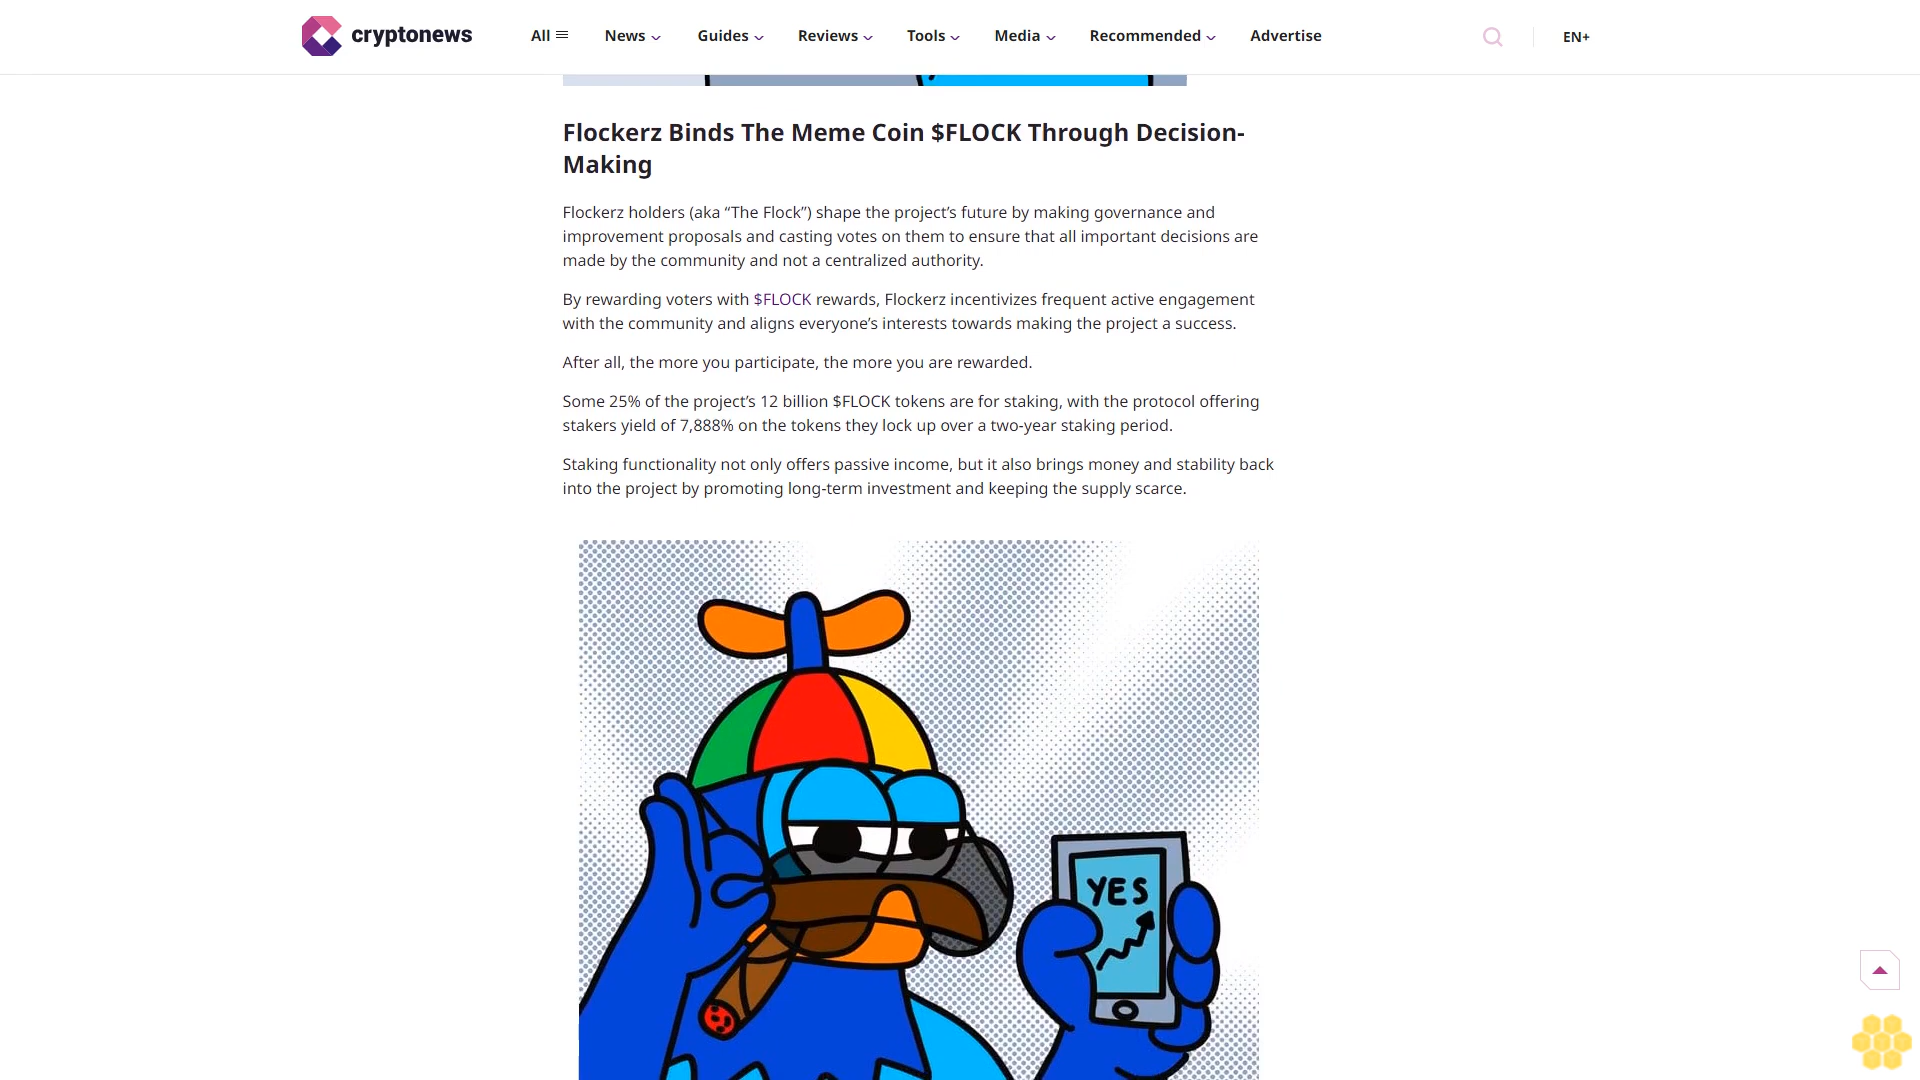 cryptonews
All
News
Guides
Reviews
Tools
Media
Recommended
Advertise
EN+
Flockerz Binds The Meme Coin $FLOCK Through Decision-
Making
Flockerz holders (aka “The Flock”) shape the project’s future by making governance and
improvement proposals and casting votes on them to ensure that all important decisions are
made by the community and not a centralized authority.
By rewarding voters with $FLOCK rewards, Flockerz incentivizes frequent active engagement
with the community and aligns everyone’s interests towards making the project a success.
After all, the more you participate, the more you are rewarded.
Some 25% of the project’s 12 billion $FLOCK tokens are for staking, with the protocol offering
stakers yield of 7,888% on the tokens they lock up over a two-year staking period.
Staking functionality not only offers passive income, but it also brings money and stability back
into the project by promoting long-term investment and keeping the supply scarce.
YES